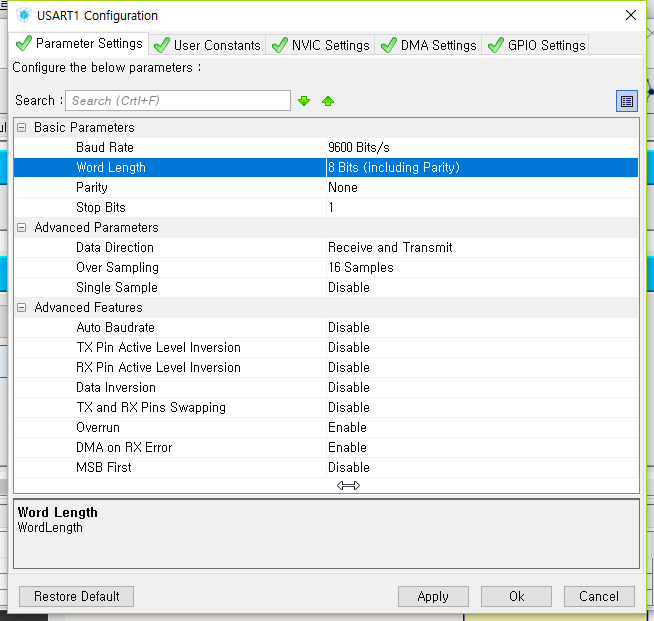 USART1 Configuration
Parameter Settings User Constants NVIC Settings DMA Settings GPIO Settings
Configure the below parameters :
Search : Search (Crtl+F)
Basic Parameters
Baud Rate 9600 Bits/s
Word Length 8 Bits (including Parity)
Parity None
Stop Bits 1
Advanced Parameters
Data Direction Receive and Transmit
Over Sampling 16 Samples
Single Sample Disable
Advanced Features
Auto Baudrate Disable
TX Pin Active Level Inversion Disable
RX Pin Active Level Inversion Disable
Data Inversion Disable
TX and RX Pins Swapping Disable
Overrun Enable
DMA on RX Error Enable
MSB First Disable
Word Length
WordLength
Restore Default Apply Ok Cancel